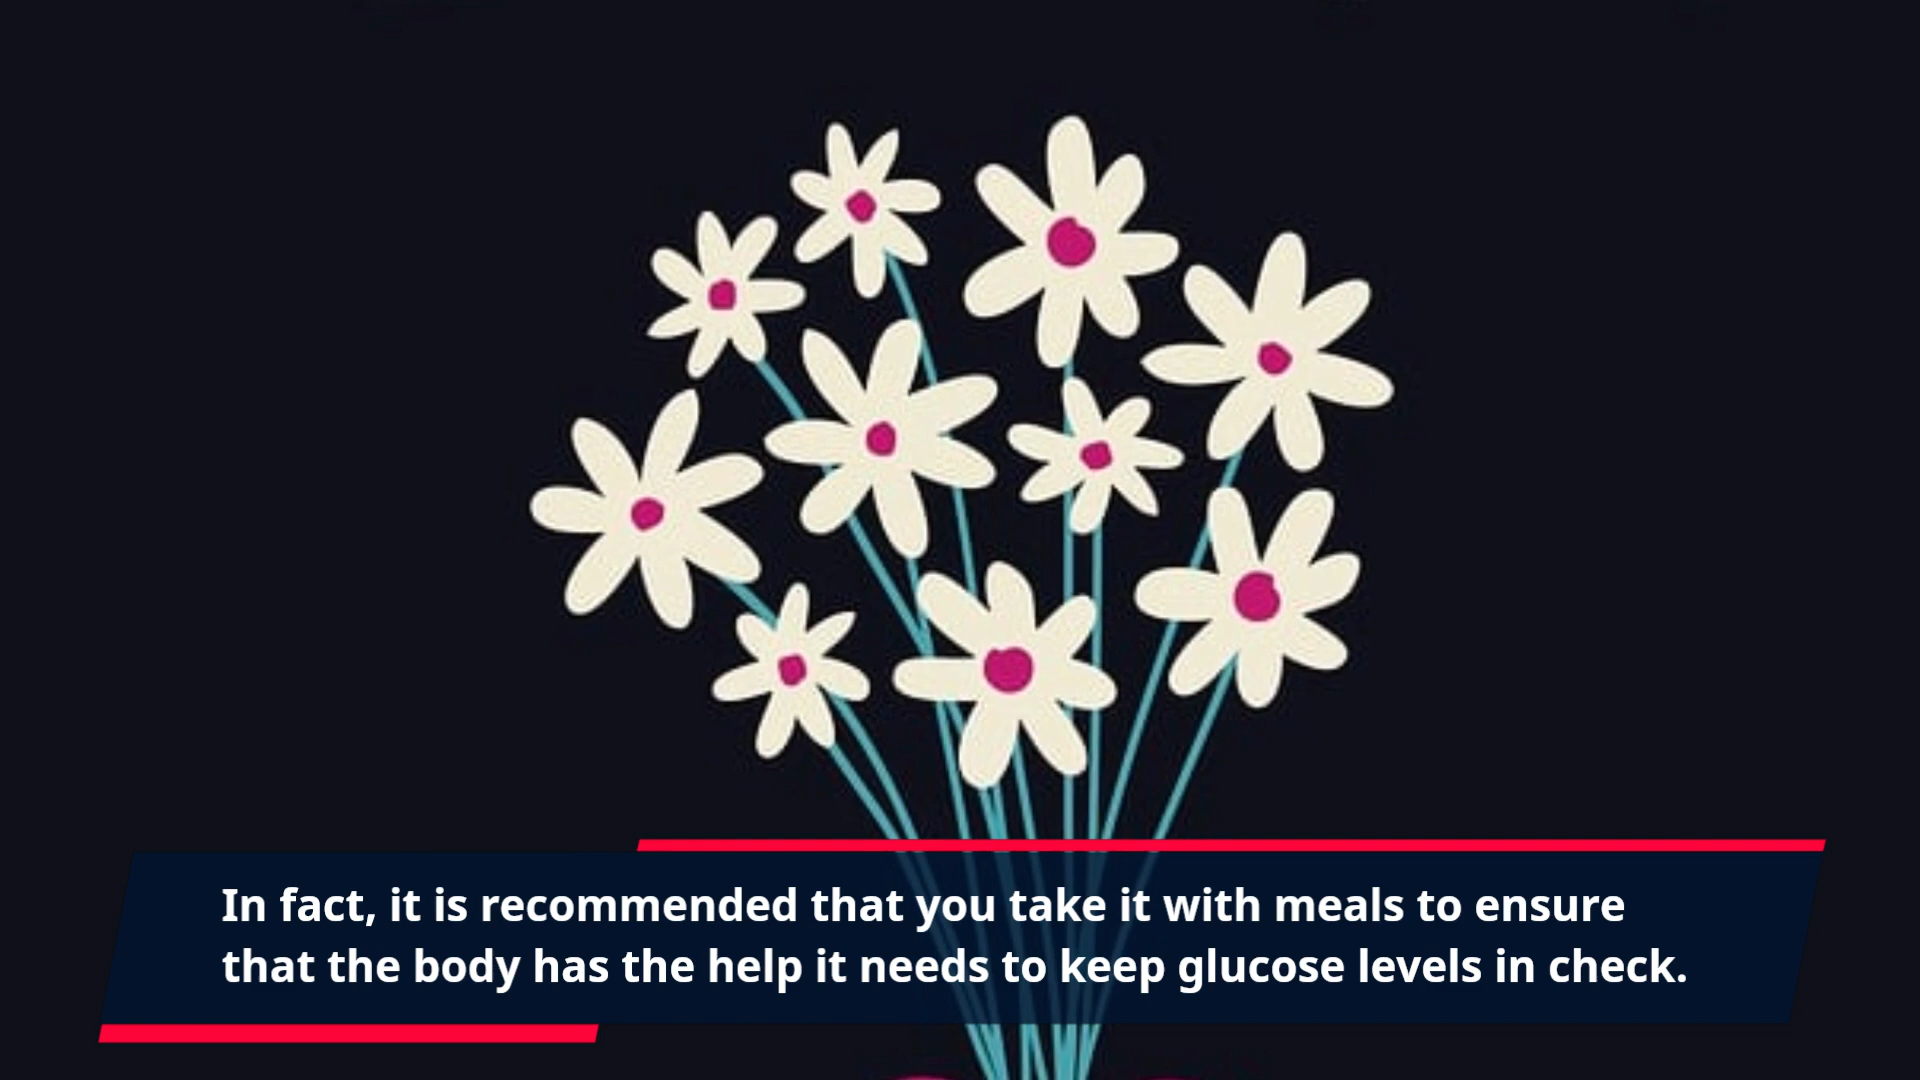 In fact, it is recommended that you take it with meals to ensure
that the body has the help it needs to keep glucose levels in check.